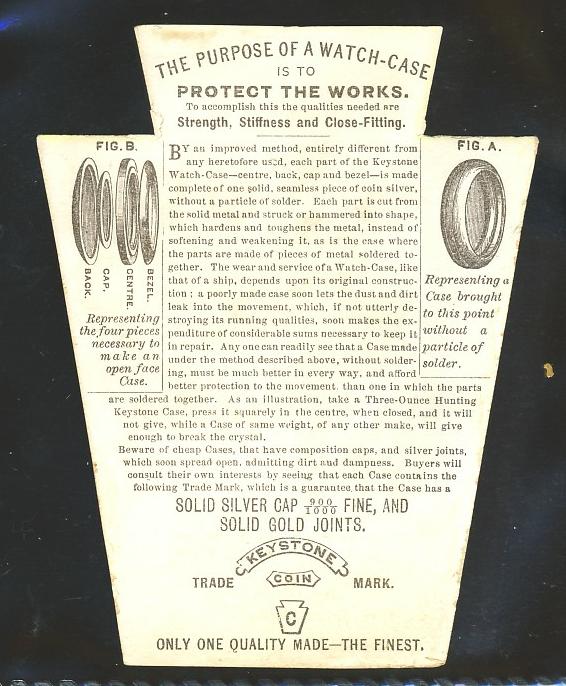 THE PURPOSE OF A WATCH-CASE
IS TO
PROTECT THE WORKS.
To accomplish this the qualities needed are
Strength, Stiffness and Close-Fitting.
FIG. B.
BACK.
CAP.
CENTRE.
BEZEL.
Representing
the four pieces
necessary to
make an
open face
Case.
BY an improved method, entirely different from
any heretofore used, each part of the Keystone
Watch-Case—centre, back, cap and bezel—is made
complete of one solid, seamless piece of coin silver,
without a particle of solder. Each part is cut from
the solid metal and struck or hammered into shape,
which hardens and toughens the metal, instead of
softening and weakening it, as is the case where
the parts are made of pieces of metal soldered to-
gether. The wear and service of a Watch-Case, like
that of a ship, depends upon its original construc-
tion; a poorly made case soon lets the dust and dirt
leak into the movement, which, if not utterly de-
stroying its running qualities, soon makes the ex-
penditure of considerable sums necessary to keep it
in repair. Any one can readily see that a Case made
under the method described above, without solder-
ing, must be much better in every way, and afford
better protection to the movement, than one in which the parts
are soldered together. As an illustration, take a Three-Ounce Hunting
Keystone Case, press it squarely in the centre, when closed, and it will
not give, while a Case of same weight, of any other make, will give
enough to break the crystal.
FIG. A.
Representing a
Case brought
to this point
without a
particle of
solder.
Beware of cheap Cases, that have composition caps, and silver joints,
which soon spread open, admitting dirt and dampness. Buyers will
consult their own interests by seeing that each Case contains the
following Trade Mark, which is a guarantee that the Case has a
SOLID SILVER CAP 900/1000 FINE, AND
SOLID GOLD JOINTS.
KEYSTONE
TRADE COIN MARK.
C
ONLY ONE QUALITY MADE—THE FINEST.